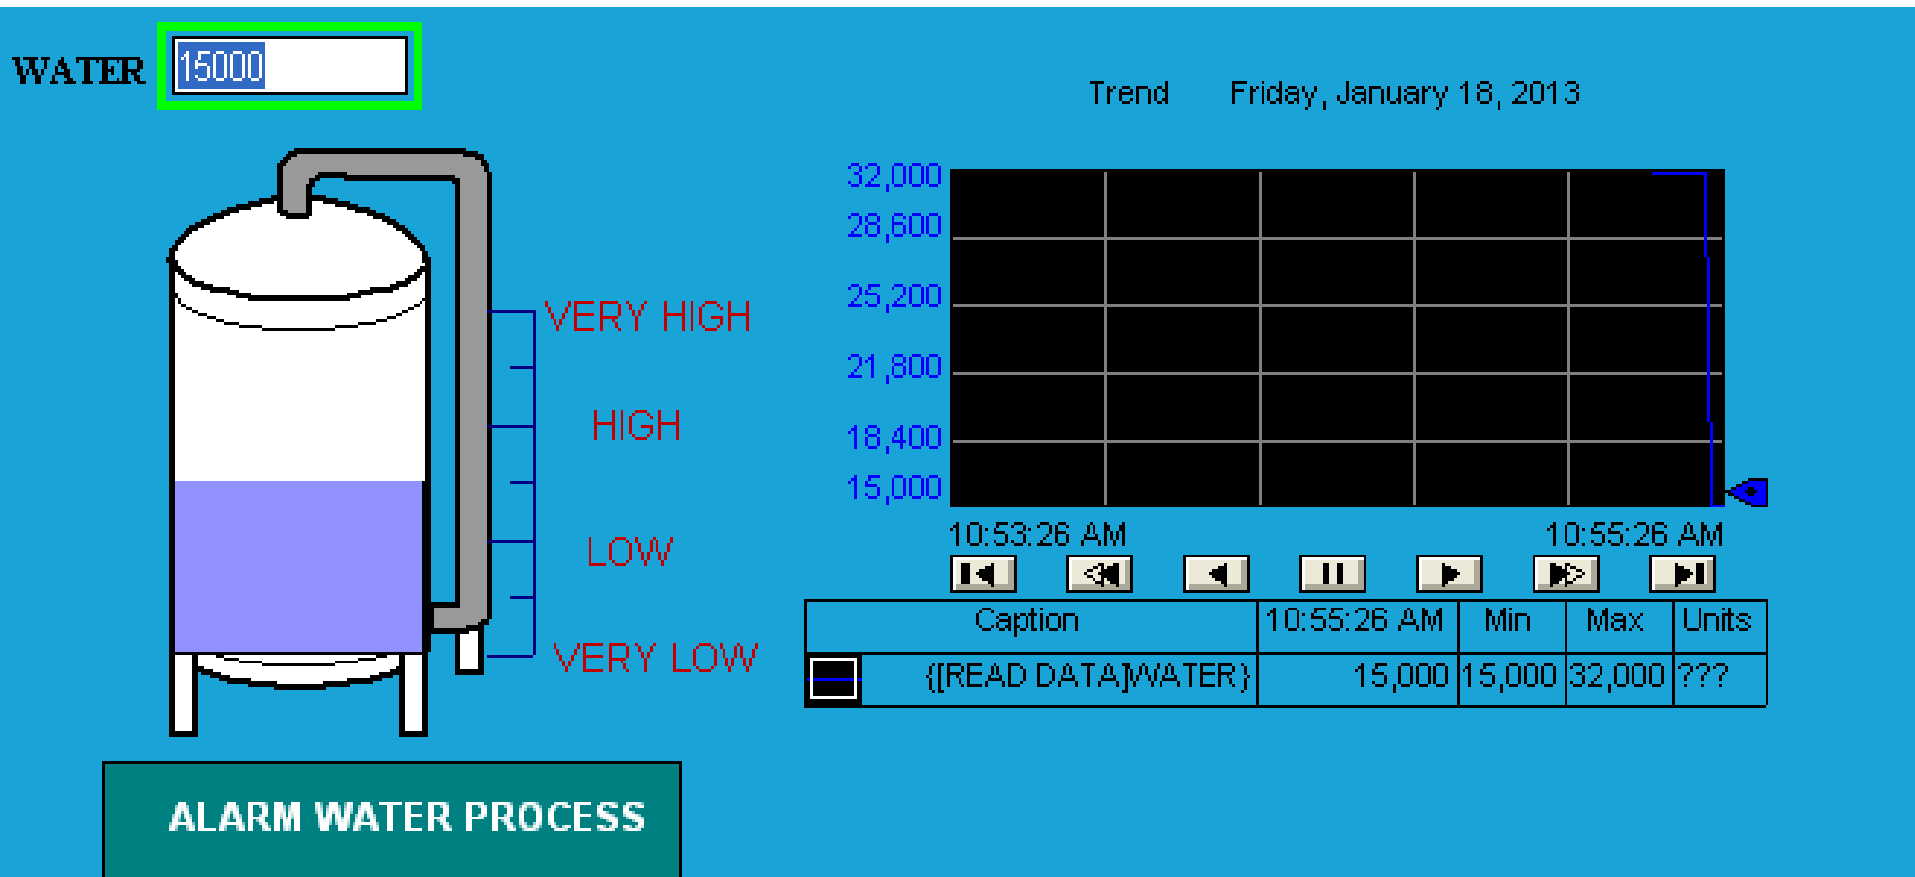 WATER 15000
Trend Friday, January 18, 2013
32,000
28,600
25,200
21,800
18,400
15,000
VERY HIGH
HIGH
LOW
VERY LOW
10:53:26 AM 10:55:26 AM
Caption 10:55:26 AM Min Max Units
{[READ DATA]WATER} 15,000 15,000 32,000 ???
ALARM WATER PROCESS